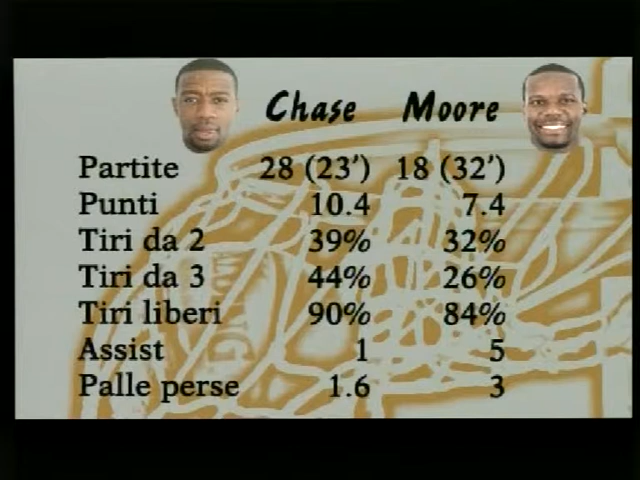 Chase Moore
Partite 28 (23') 18 (32')
Punti 10.4 7.4
Tiri da 2 39% 32%
Tiri da 3 44% 26%
Tiri liberi 90% 84%
Assist 1 5
Palle perse 1.6 3